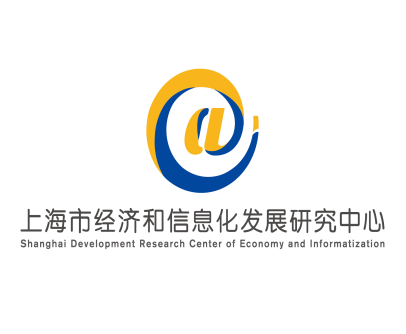 @
上海市经济和信息化发展研究中心
Shanghai Development Research Center of Economy and Informatization